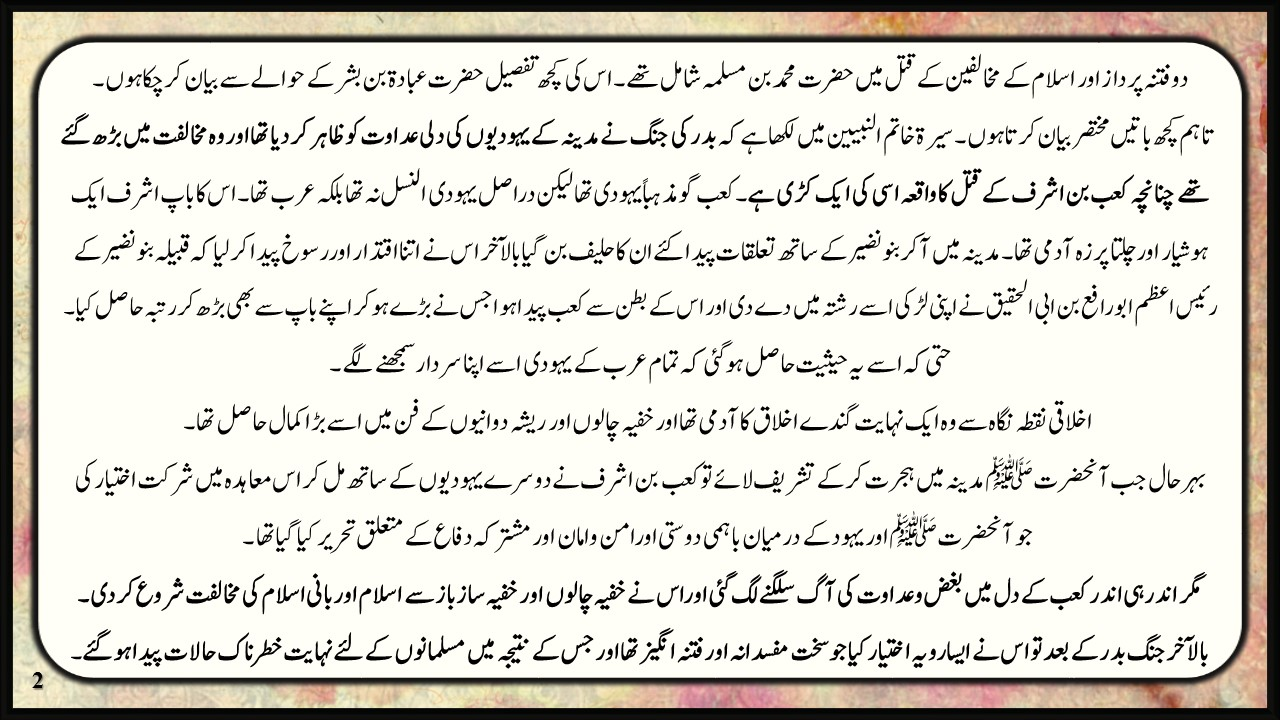 دو فتنہ پرداز اور اسلام کے مخالفین کے قتل میں حضرت محمد بن مسلمہ شامل تھے۔ اس کی کچھ تفصیل حضرت عبادۃ بن بشر کے حوالے سے بیان کر چکا ہوں۔
تاہم کچھ باتیں مختصر بیان کرتا ہوں۔ سیرۃ خاتم النبیین میں لکھا ہے کہ بدر کی جنگ نے مدینہ کے یہودیوں کی دلی عداوت کو ظاہر کر دیا تھا اور وہ مخالفت میں بڑھ گئے
تھے چنانچہ کعب بن اشرف کے قتل کا واقعہ اسی کی ایک کڑی ہے۔ کعب گو مذہباً یہودی تھا لیکن دراصل یہودی النسل نہ تھا بلکہ عرب تھا۔ اس کا باپ اشرف ایک
ہوشیار اور چلتا پرزہ آدمی تھا۔ مدینہ میں آکر بنو نضیر کے ساتھ تعلقات پیدا کئے ان کا حلیف بن گیا بالآخر اس نے اتنا اقتدار اور رسوخ پیدا کر لیا کہ قبیلہ بنو نضیر کے
رئیس اعظم ابو رافع بن ابی الحقیق نے اپنی لڑکی اسے رشتہ میں دے دی اور اس کے بطن سے کعب پیدا ہوا جس نے بڑے ہو کر اپنے باپ سے بھی بڑھ کر رتبہ حاصل کیا۔
حتی کہ اسے یہ حیثیت حاصل ہو گئی کہ تمام عرب کے یہودی اسے اپنا سردار سمجھنے لگے۔
اخلاقی نقطہ نگاہ سے وہ ایک نہایت گندے اخلاق کا آدمی تھا اور خفیہ چالوں اور ریشہ دوانیوں کے فن میں اسے بڑا کمال حاصل تھا۔
بہر حال جب آنحضرت ﷺ مدینہ میں ہجرت کر کے تشریف لائے تو کعب بن اشرف نے دوسرے یہودیوں کے ساتھ مل کر اس معاہدہ میں شرکت اختیار کی
جو آنحضرت ﷺ اور یہود کے درمیان باہمی دوستی اور امن و امان اور مشترکہ دفاع کے متعلق تحریر کیا گیا تھا۔
مگر اندر ہی اندر کعب کے دل میں بغض و عداوت کی آگ سلگنے لگ گئی اور اس نے خفیہ چالوں اور خفیہ ساز باز سے اسلام اور بانی اسلام کی مخالفت شروع کر دی۔
بالآخر جنگ بدر کے بعد تو اس نے ایسا رویہ اختیار کیا جو سخت مفسدانہ اور فتنہ انگیز تھا اور جس کے نتیجہ میں مسلمانوں کے لئے نہایت خطرناک حالات پیدا ہو گئے۔
2